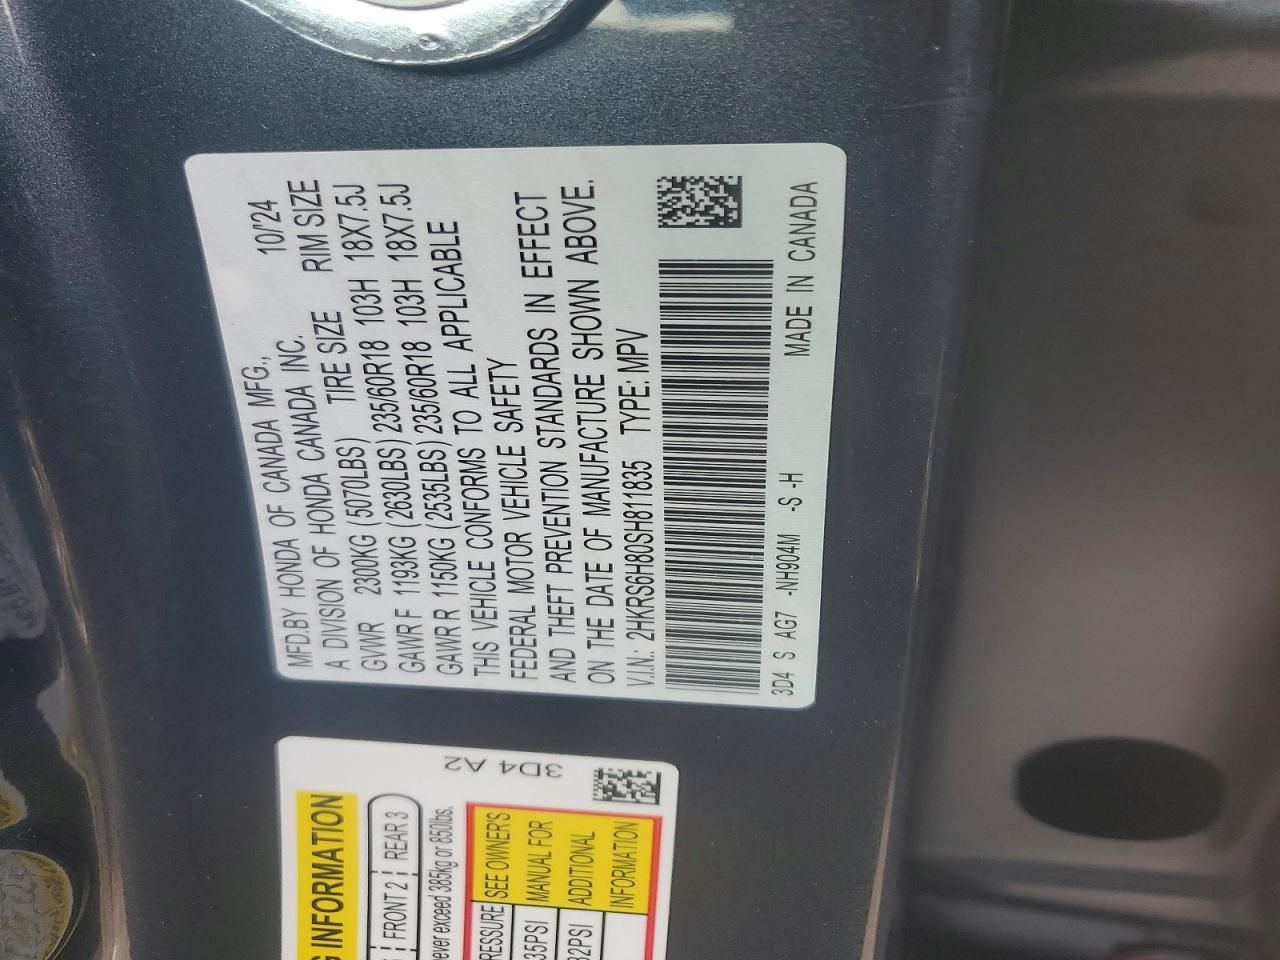 MFD.BY HONDA OF CANADA MFG., 10/'24
A DIVISION OF HONDA CANADA INC.
TIRE SIZE RIM SIZE
GVWR 2300KG (5070LBS)
GAWR F 1193KG (2630LBS) 235/60R18 103H 18X7.5J
GAWR R 1150KG (2535LBS) 235/60R18 103H 18X7.5J
THIS VEHICLE CONFORMS TO ALL APPLICABLE
FEDERAL MOTOR VEHICLE SAFETY
AND THEFT PREVENTION STANDARDS IN EFFECT
ON THE DATE OF MANUFACTURE SHOWN ABOVE.
V.I.N.: 2HKRS6H80SH811835 TYPE: MPV
3D4 S AG7 -NH904M -S -H MADE IN CANADA
3D4 A2
INFORMATION
FRONT 2 REAR 3
exceed 385kg or 850lbs.
SEE OWNER'S
35PSI MANUAL FOR
ADDITIONAL
32PSI INFORMATION